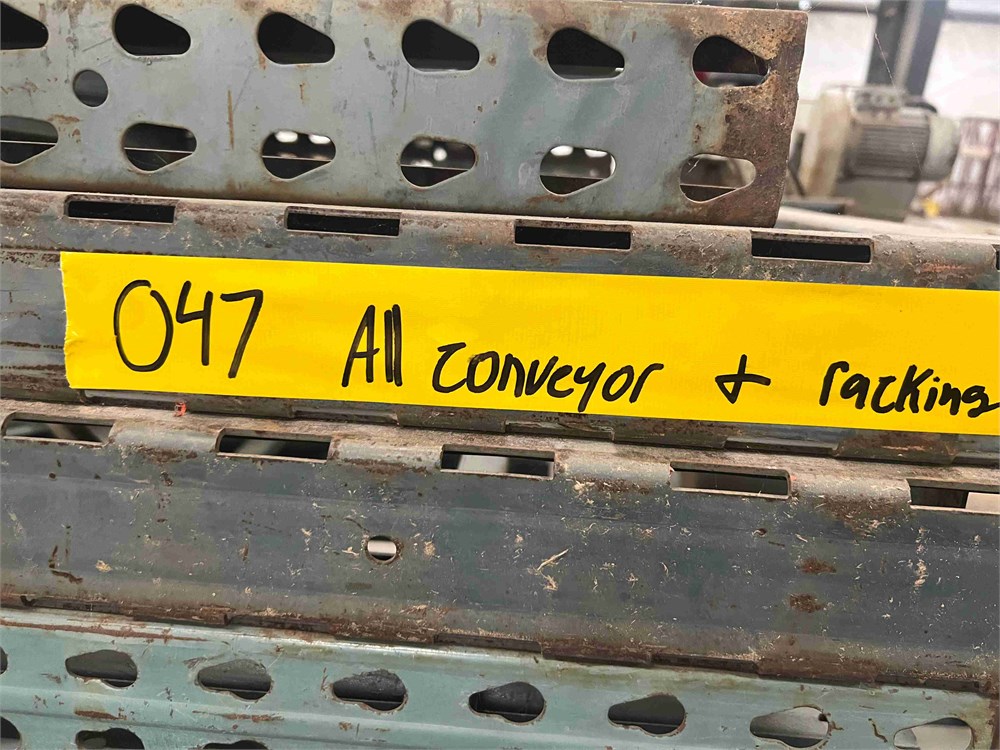 047 All conveyor + racking